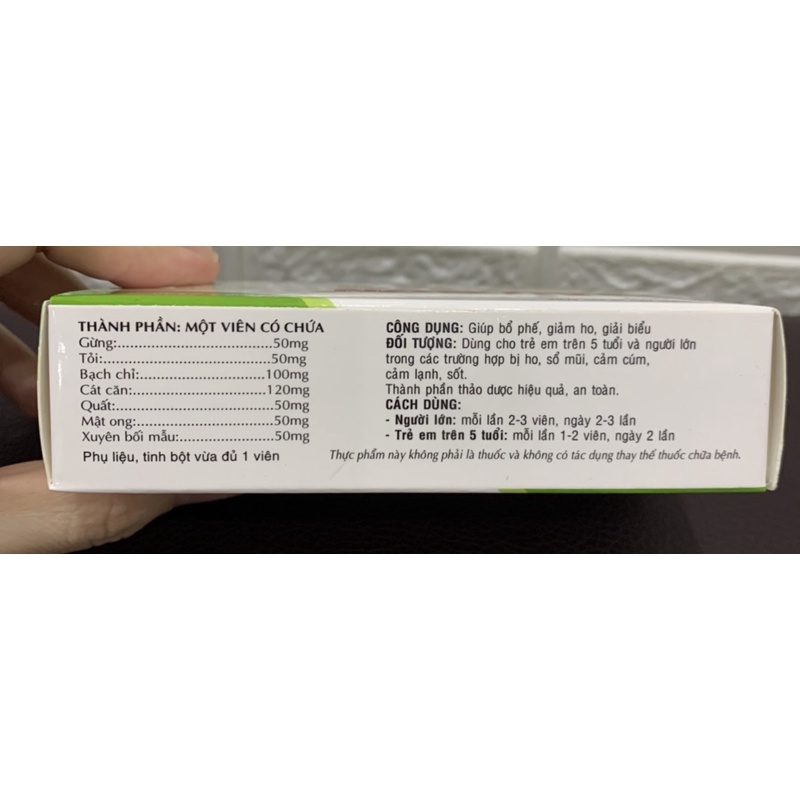 THÀNH PHẦN: MỘT VIÊN CÓ CHỨA
Gừng:..............................50mg
Tỏi:.................................50mg
Bạch chỉ:.........................100mg
Cát căn:..........................120mg
Quất:...............................50mg
Mật ong:..........................50mg
Xuyên bối mẫu:................50mg
Phụ liệu, tinh bột vừa đủ 1 viên
CÔNG DỤNG: Giúp bổ phế, giảm ho, giải biểu
ĐỐI TƯỢNG: Dùng cho trẻ em trên 5 tuổi và người lớn
trong các trường hợp bị ho, sổ mũi, cảm cúm,
cảm lạnh, sốt.
Thành phần thảo dược hiệu quả, an toàn.
CÁCH DÙNG:
- Người lớn: mỗi lần 2-3 viên, ngày 2-3 lần
- Trẻ em trên 5 tuổi: mỗi lần 1-2 viên, ngày 2 lần
Thực phẩm này không phải là thuốc và không có tác dụng thay thế thuốc chữa bệnh.